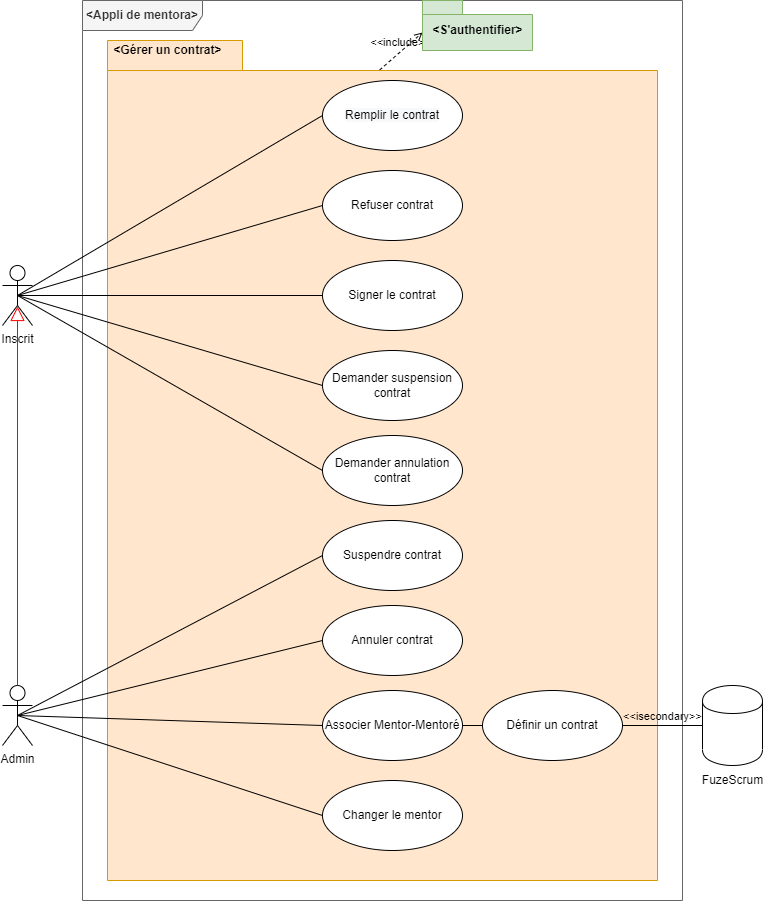 <Appli de mentora>
<S'authentifier>
<<include>
<Gérer un contrat>
Remplir le contrat
Refuser contrat
Signer le contrat
Inscrit
Demander suspension
contrat
Demander annulation
contrat
Suspendre contrat
Annuler contrat
Associer Mentor-Mentoré
Définir un contrat
<<isecondary>>
Admin
FuzeScrum
Changer le mentor